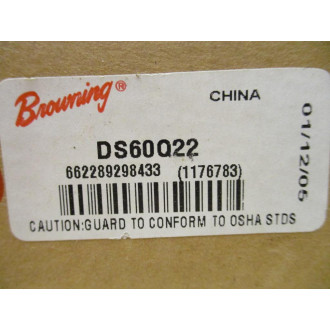 Browning®
CHINA
01/12/05
DS60Q22
662289298433 (1176783)
CAUTION:GUARD TO CONFORM TO OSHA STDS